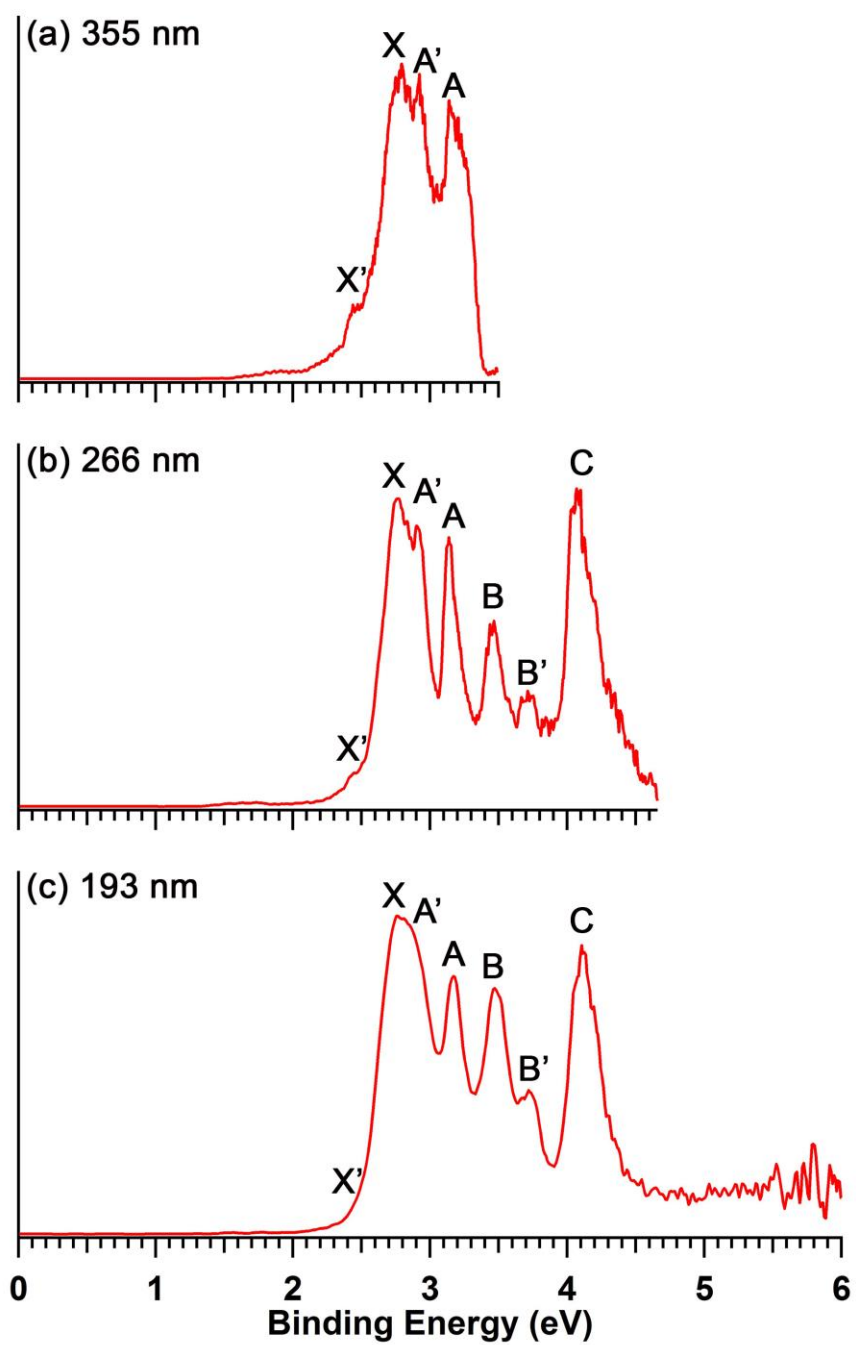 (a) 355 nm
X
A’
A
X’
(b) 266 nm
X
A’
A
B
B’
C
X’
(c) 193 nm
X
A’
A
B
B’
C
X’
0 1 2 3 4 5 6
Binding Energy (eV)